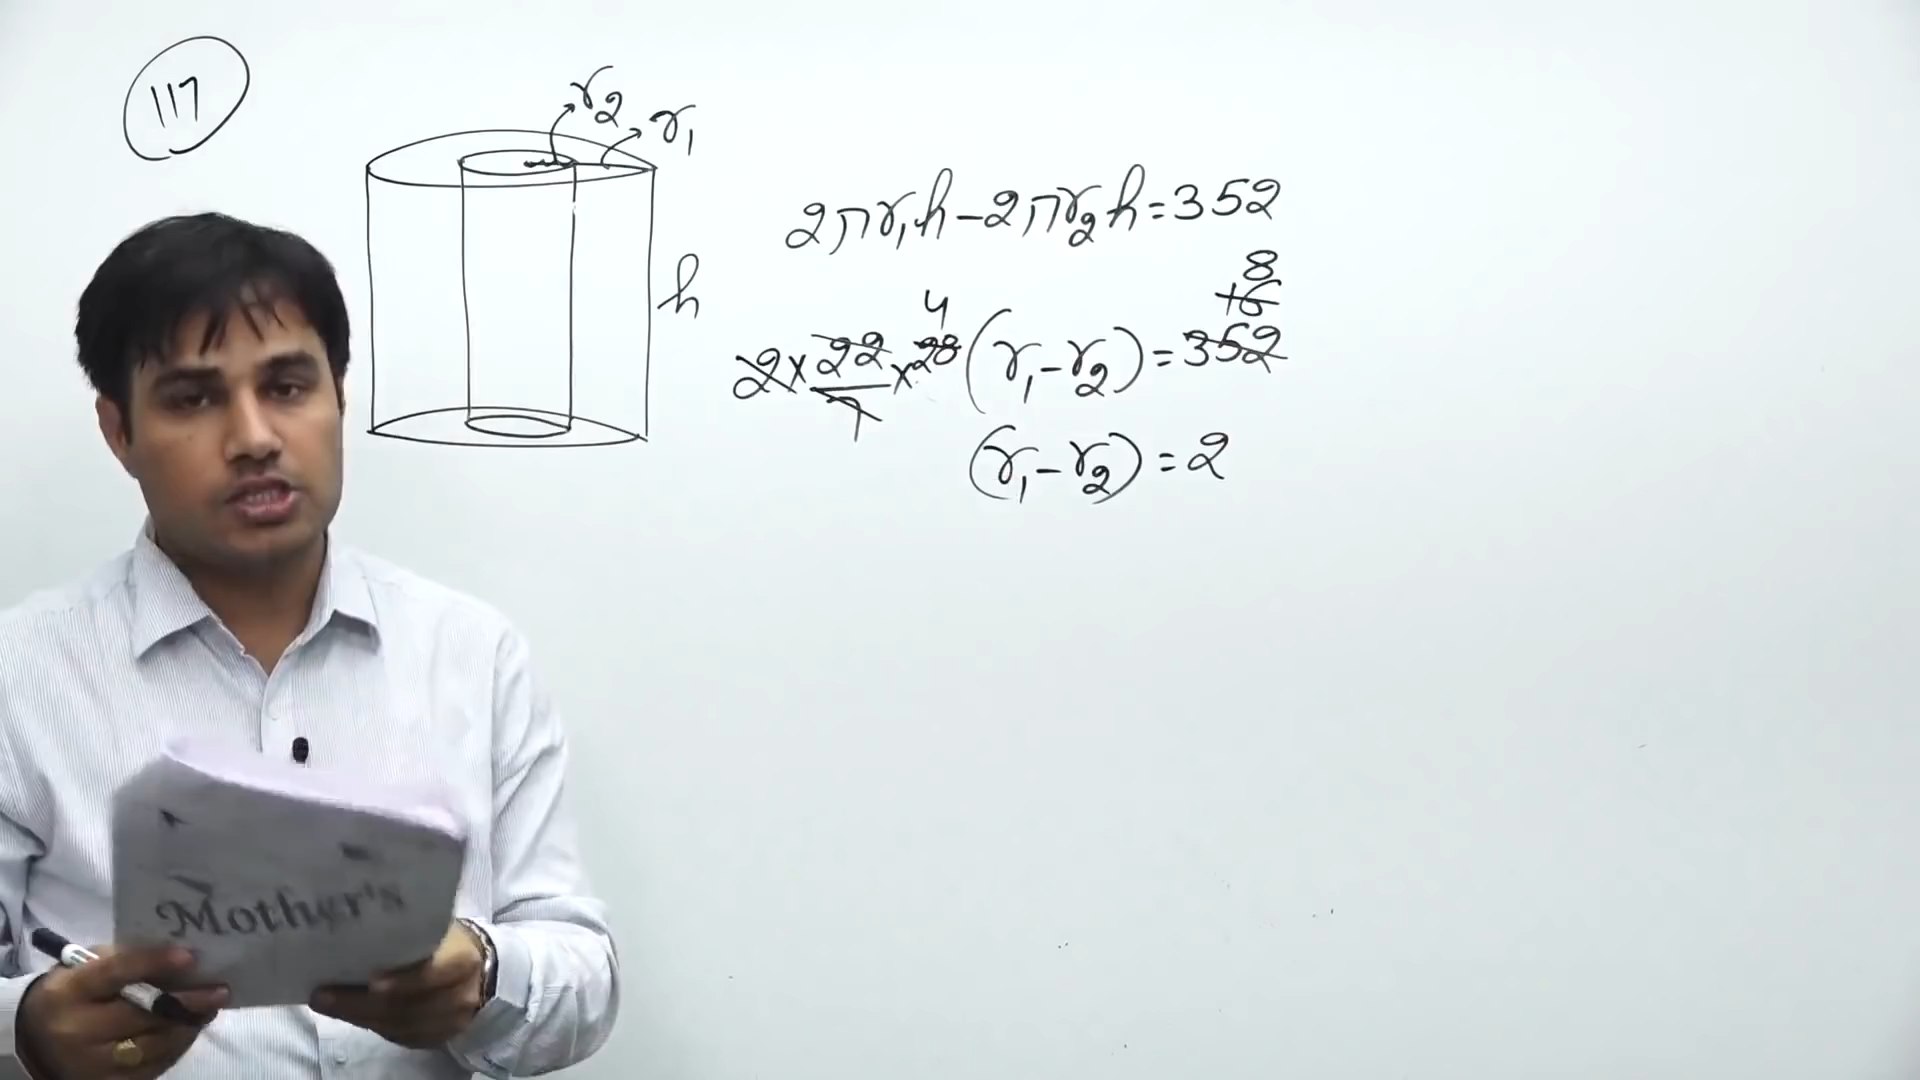 117
r₂
r₁
h
2πr₁h-2πr₂h=352
8
4
16
2×22/7×28(r₁-r₂)=352
(r₁-r₂)=2
Mother's